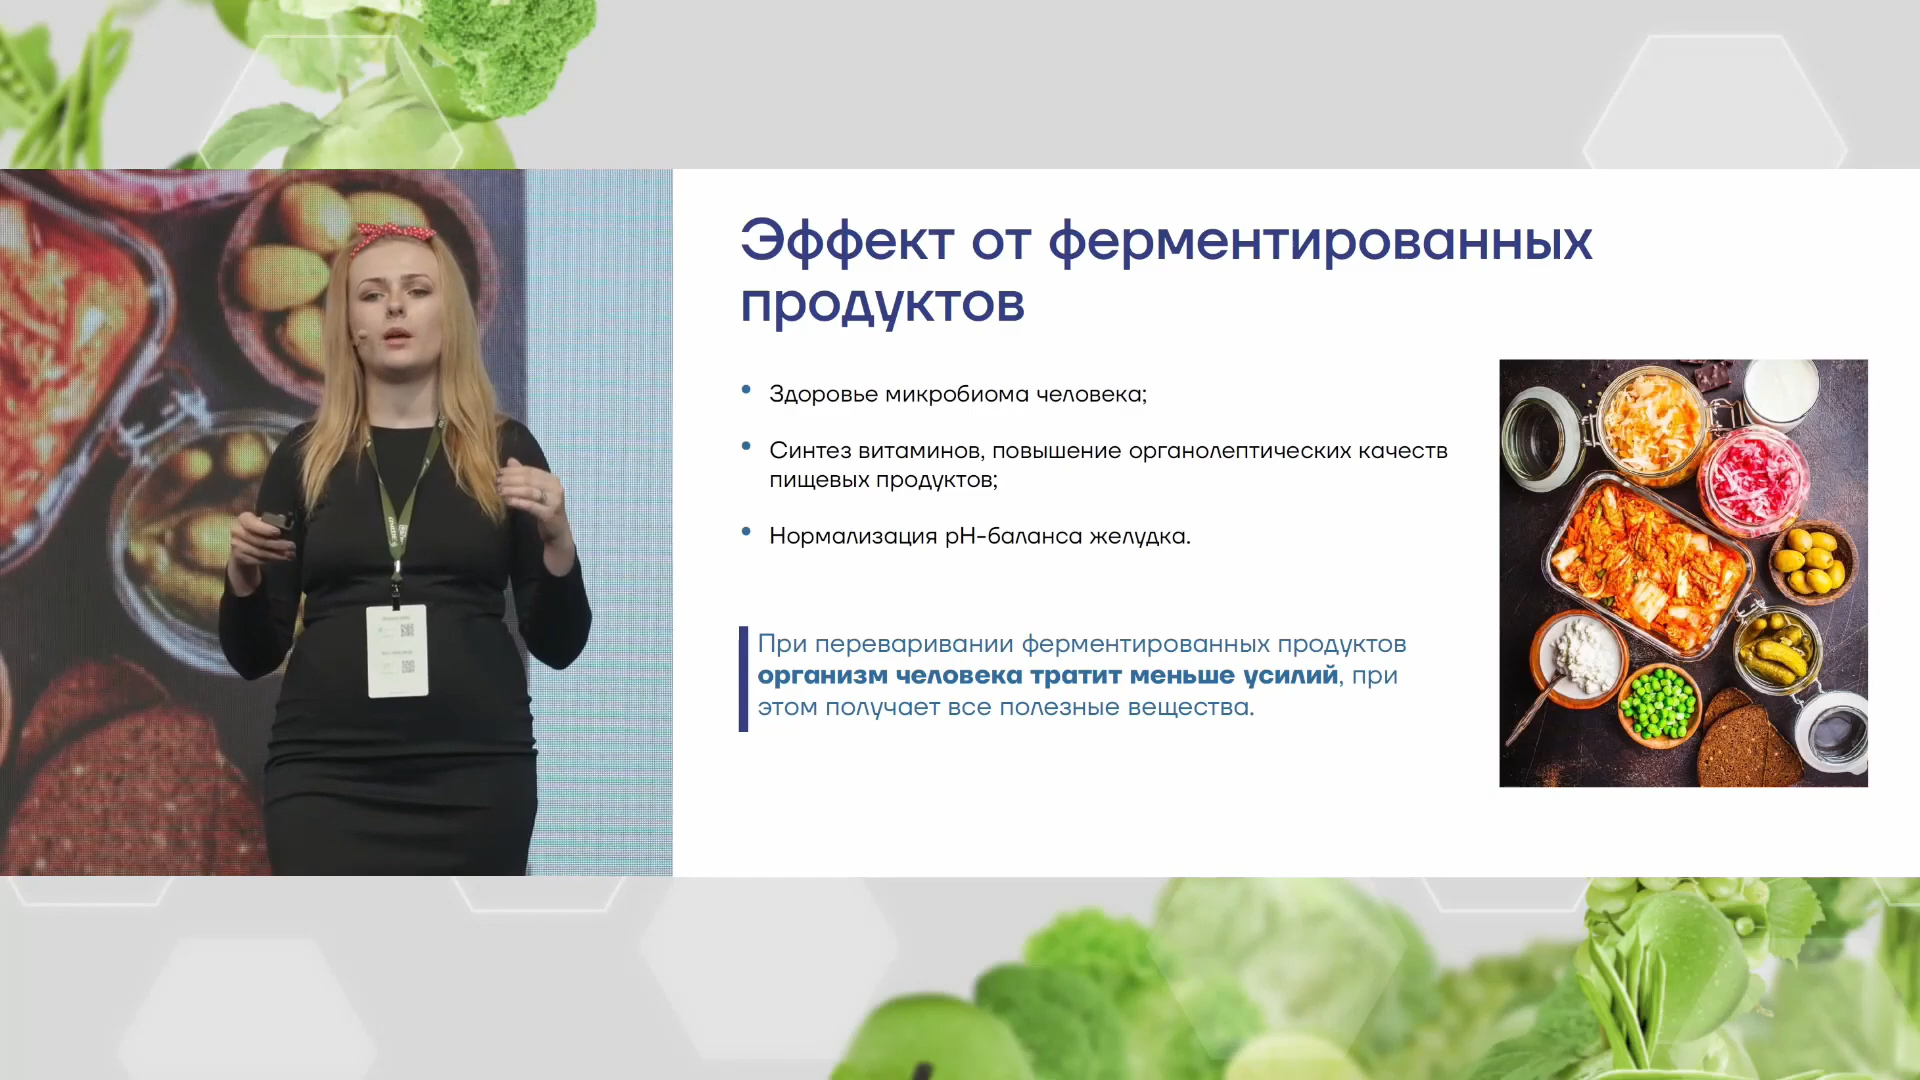 Эффект от ферментированных
продуктов
• Здоровье микробиома человека;
• Синтез витаминов, повышение органолептических качеств
пищевых продуктов;
• Нормализация pH-баланса желудка.
При переваривании ферментированных продуктов
организм человека тратит меньше усилий, при
этом получает все полезные вещества.